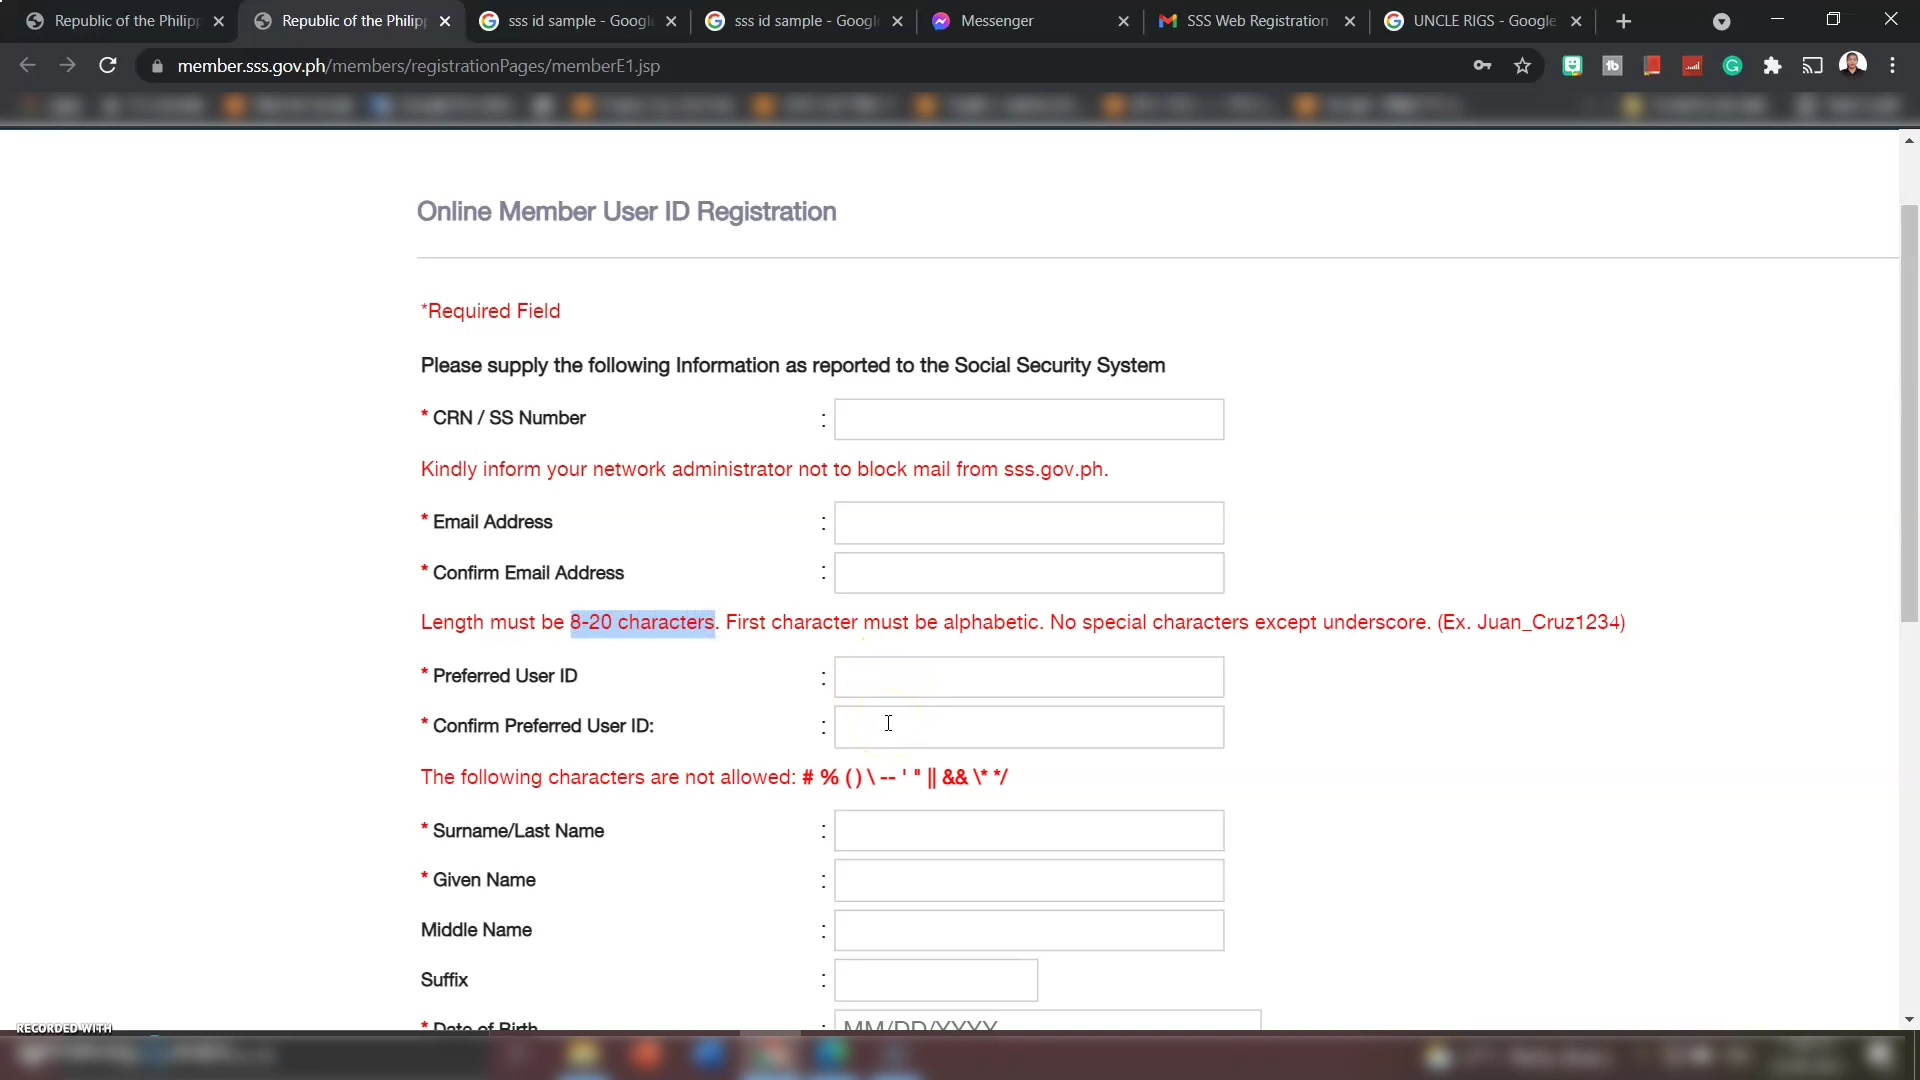 Republic of the Philipp
Republic of the Philipp
sss id sample - Googl
sss id sample - Googl
Messenger
SSS Web Registration
UNCLE RIGS - Google
member.sss.gov.ph/members/registrationPages/memberE1.jsp
Online Member User ID Registration
*Required Field
Please supply the following Information as reported to the Social Security System
* CRN / SS Number :
Kindly inform your network administrator not to block mail from sss.gov.ph.
* Email Address :
* Confirm Email Address :
Length must be 8-20 characters. First character must be alphabetic. No special characters except underscore. (Ex. Juan_Cruz1234)
* Preferred User ID :
* Confirm Preferred User ID: :
The following characters are not allowed: # % ( ) \ -- ' " || && \* */
* Surname/Last Name :
* Given Name :
Middle Name :
Suffix :
* Date of Birth : MM/DD/YYYY
RECORDED WITH